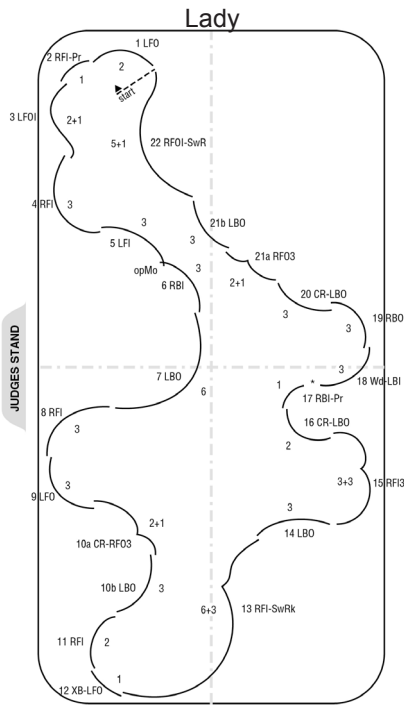 Lady
1 LFO
2 RFI-Pr
2
1
start
3 LFOI
2+1
5+1
22 RFOI-SwR
4 RFI
3
21b LBO
3
5 LFI
3
21a RFO3
opMo
3
6 RBI
2+1
20 CR-LBO
3
19 RBO
3
JUDGES STAND
7 LBO
3
18 Wd-LBI
6
1
*
17 RBI-Pr
8 RFI
3
16 CR-LBO
2
3
3+3
15 RFI3
9 LFO
3
2+1
14 LBO
10a CR-RFO3
10b LBO
3
6+3
13 RFI-SwRk
11 RFI
2
1
12 XB-LFO